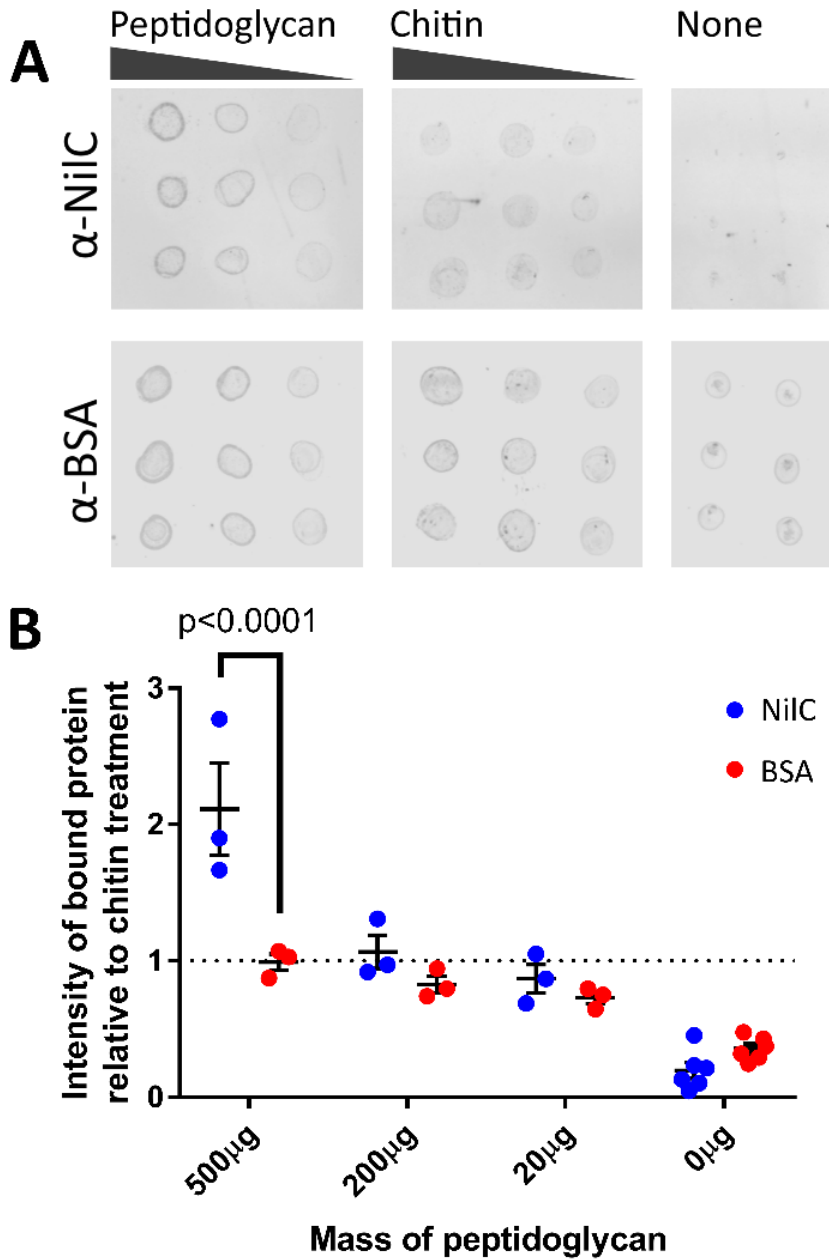 A
Peptidoglycan
Chitin
None
α-NilC
α-BSA
B
p<0.0001
Intensity of bound protein
relative to chitin treatment
3
2
1
0
NilC
BSA
500µg
200µg
20µg
0µg
Mass of peptidoglycan